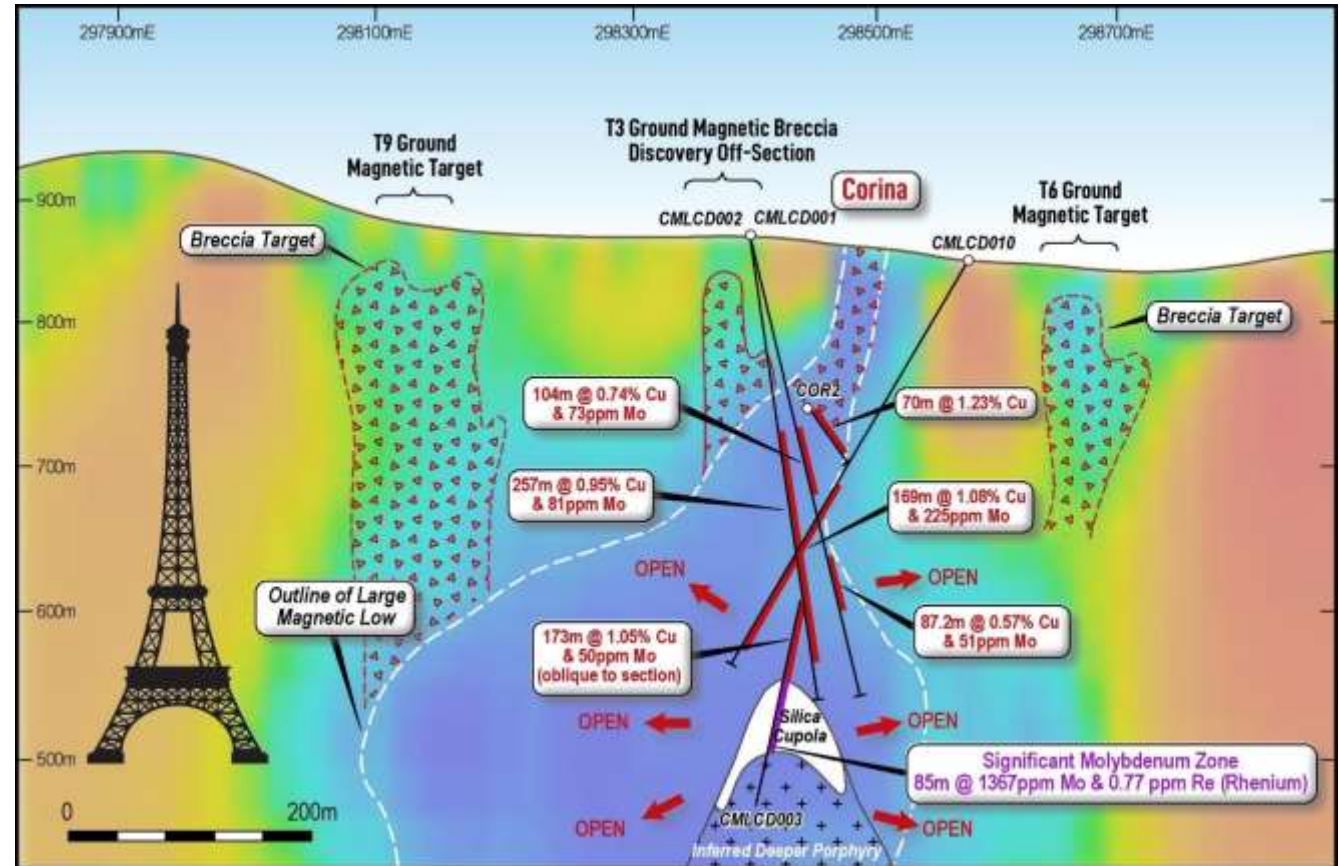 297900mE
298100mE
298300mE
298500mE
298700mE
T9 Ground
Magnetic Target
T3 Ground Magnetic Breccia
Discovery Off-Section
Corina
T6 Ground
Magnetic Target
900m
CMLCD002
CMLCD001
CMLCD010
Breccia Target
800m
Breccia Target
104m @ 0.74% Cu
& 73ppm Mo
COR2
70m @ 1.23% Cu
700m
257m @ 0.95% Cu
& 81ppm Mo
169m @ 1.08% Cu
& 225ppm Mo
OPEN
OPEN
Outline of Large
Magnetic Low
600m
173m @ 1.05% Cu
& 50ppm Mo
(oblique to section)
87.2m @ 0.57% Cu
& 51ppm Mo
OPEN
Silica
Cupola
OPEN
500m
Significant Molybdenum Zone
85m @ 1367ppm Mo & 0.77 ppm Re (Rhenium)
0
200m
OPEN
CMLCD003
OPEN
Inferred Deeper Porphyry